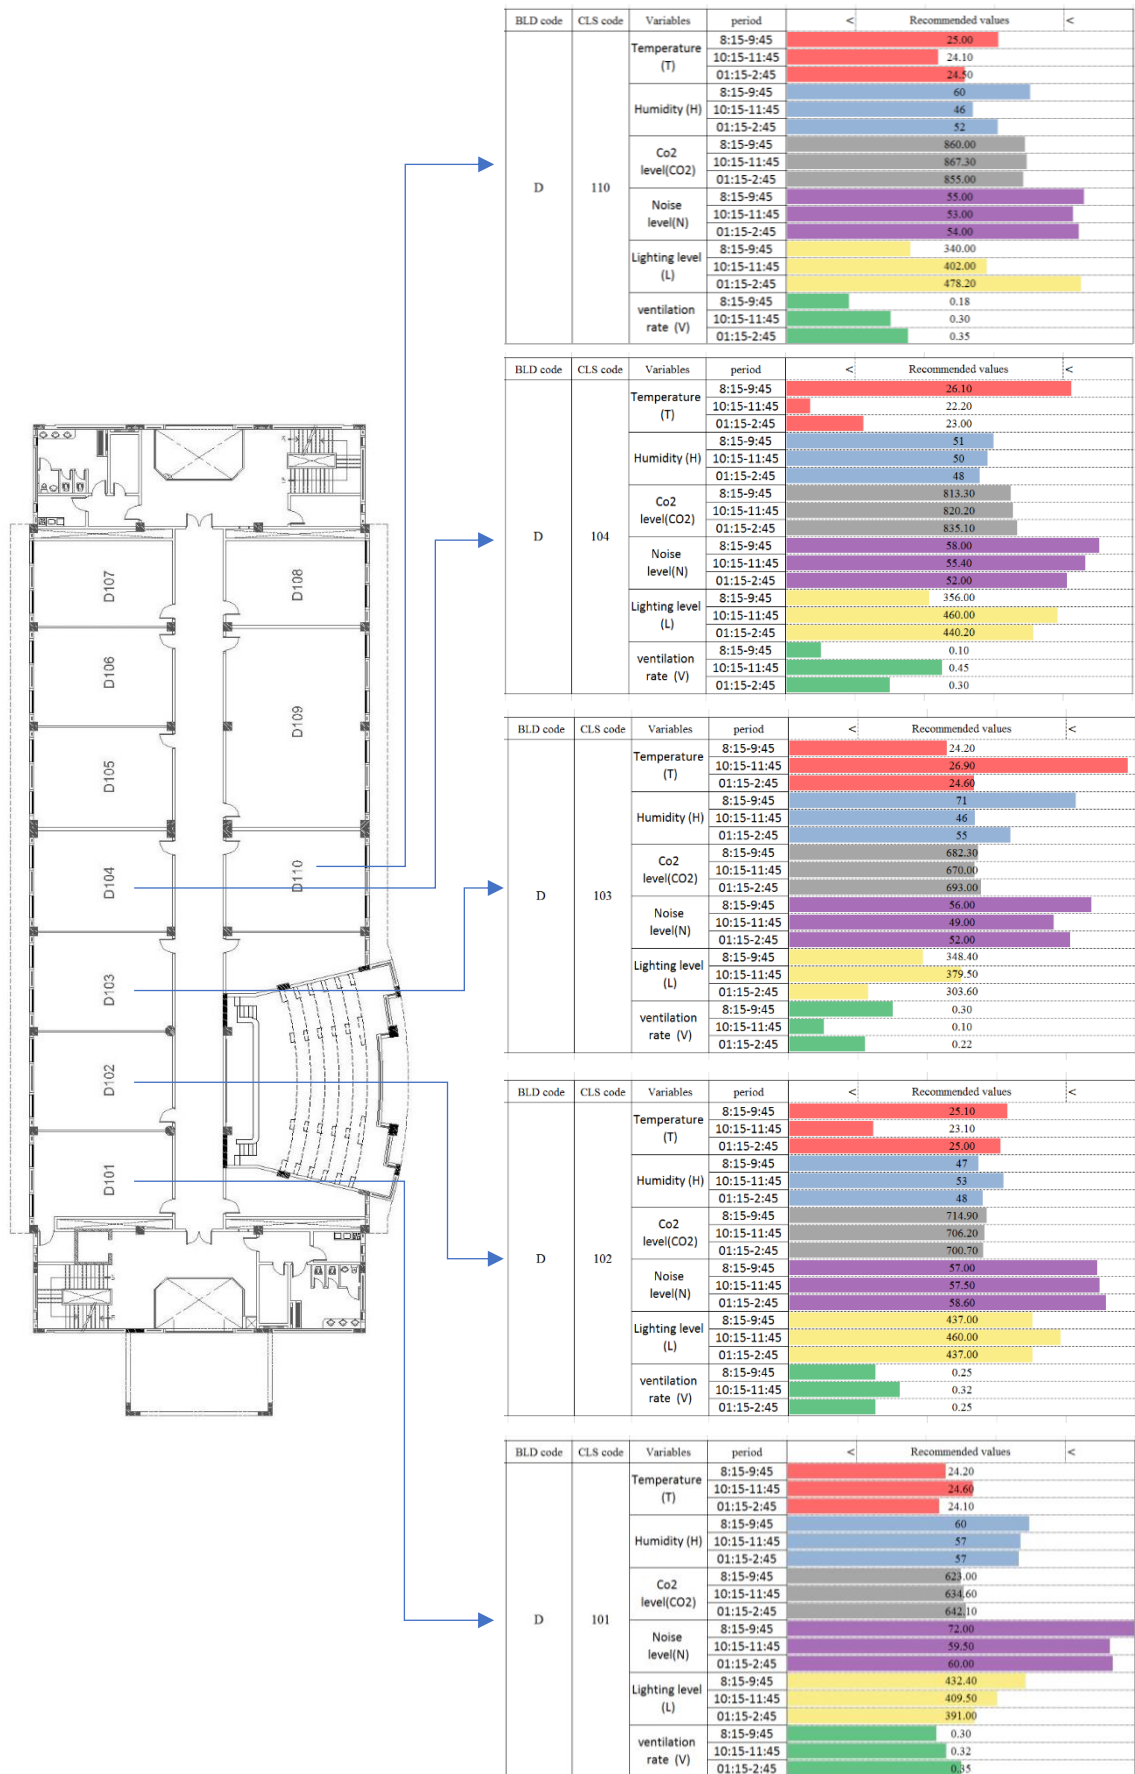 BLD code CLS code Variables period < Recommended values <
D 110
Temperature (T)
8:15-9:45 25.00
10:15-11:45 24.10
01:15-2:45 24.50
Humidity (H)
8:15-9:45 60
10:15-11:45 46
01:15-2:45 52
Co2 level(CO2)
8:15-9:45 860.00
10:15-11:45 867.30
01:15-2:45 855.00
Noise level(N)
8:15-9:45 55.00
10:15-11:45 53.00
01:15-2:45 54.00
Lighting level (L)
8:15-9:45 340.00
10:15-11:45 402.00
01:15-2:45 478.20
ventilation rate (V)
8:15-9:45 0.18
10:15-11:45 0.30
01:15-2:45 0.35
BLD code CLS code Variables period < Recommended values <
D 104
Temperature (T)
8:15-9:45 26.10
10:15-11:45 22.20
01:15-2:45 23.00
Humidity (H)
8:15-9:45 51
10:15-11:45 50
01:15-2:45 48
Co2 level(CO2)
8:15-9:45 813.30
10:15-11:45 820.20
01:15-2:45 835.10
Noise level(N)
8:15-9:45 58.00
10:15-11:45 55.40
01:15-2:45 52.00
Lighting level (L)
8:15-9:45 356.00
10:15-11:45 460.00
01:15-2:45 440.20
ventilation rate (V)
8:15-9:45 0.10
10:15-11:45 0.45
01:15-2:45 0.30
BLD code CLS code Variables period < Recommended values <
D 103
Temperature (T)
8:15-9:45 24.20
10:15-11:45 26.90
01:15-2:45 24.60
Humidity (H)
8:15-9:45 71
10:15-11:45 46
01:15-2:45 55
Co2 level(CO2)
8:15-9:45 682.30
10:15-11:45 670.00
01:15-2:45 693.00
Noise level(N)
8:15-9:45 56.00
10:15-11:45 49.00
01:15-2:45 52.00
Lighting level (L)
8:15-9:45 348.40
10:15-11:45 379.50
01:15-2:45 303.60
ventilation rate (V)
8:15-9:45 0.30
10:15-11:45 0.10
01:15-2:45 0.22
BLD code CLS code Variables period < Recommended values <
D 102
Temperature (T)
8:15-9:45 25.10
10:15-11:45 23.10
01:15-2:45 25.00
Humidity (H)
8:15-9:45 47
10:15-11:45 53
01:15-2:45 48
Co2 level(CO2)
8:15-9:45 714.90
10:15-11:45 706.20
01:15-2:45 700.70
Noise level(N)
8:15-9:45 57.00
10:15-11:45 57.50
01:15-2:45 58.60
Lighting level (L)
8:15-9:45 437.00
10:15-11:45 460.00
01:15-2:45 437.00
ventilation rate (V)
8:15-9:45 0.25
10:15-11:45 0.32
01:15-2:45 0.25
BLD code CLS code Variables period < Recommended values <
D 101
Temperature (T)
8:15-9:45 24.20
10:15-11:45 24.60
01:15-2:45 24.10
Humidity (H)
8:15-9:45 60
10:15-11:45 57
01:15-2:45 57
Co2 level(CO2)
8:15-9:45 623.00
10:15-11:45 634.60
01:15-2:45 642.10
Noise level(N)
8:15-9:45 72.00
10:15-11:45 59.50
01:15-2:45 60.00
Lighting level (L)
8:15-9:45 432.40
10:15-11:45 409.50
01:15-2:45 391.00
ventilation rate (V)
8:15-9:45 0.30
10:15-11:45 0.32
01:15-2:45 0.35
D107
D108
D106
D109
D105
D104
D110
D103
D102
D101